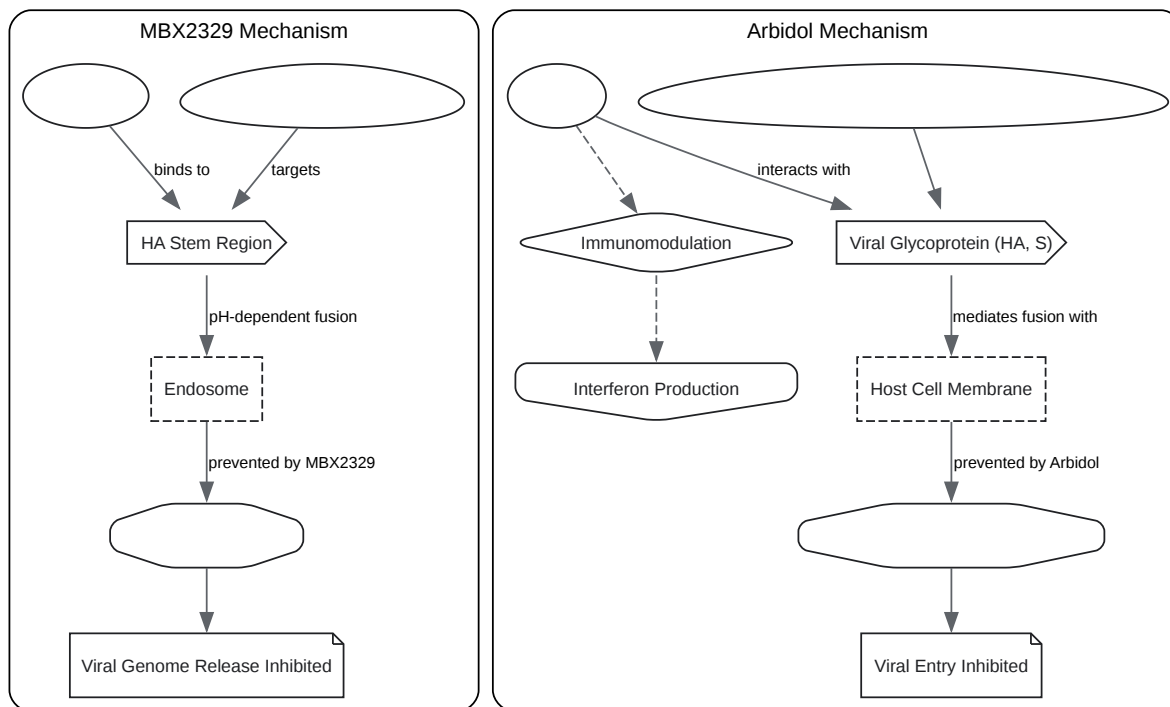 MBX2329 Mechanism
binds to
targets
HA Stem Region
pH-dependent fusion
Endosome
prevented by MBX2329
Viral Genome Release Inhibited
Arbidol Mechanism
interacts with
Immunomodulation
Viral Glycoprotein (HA, S)
mediates fusion with
Interferon Production
Host Cell Membrane
prevented by Arbidol
Viral Entry Inhibited